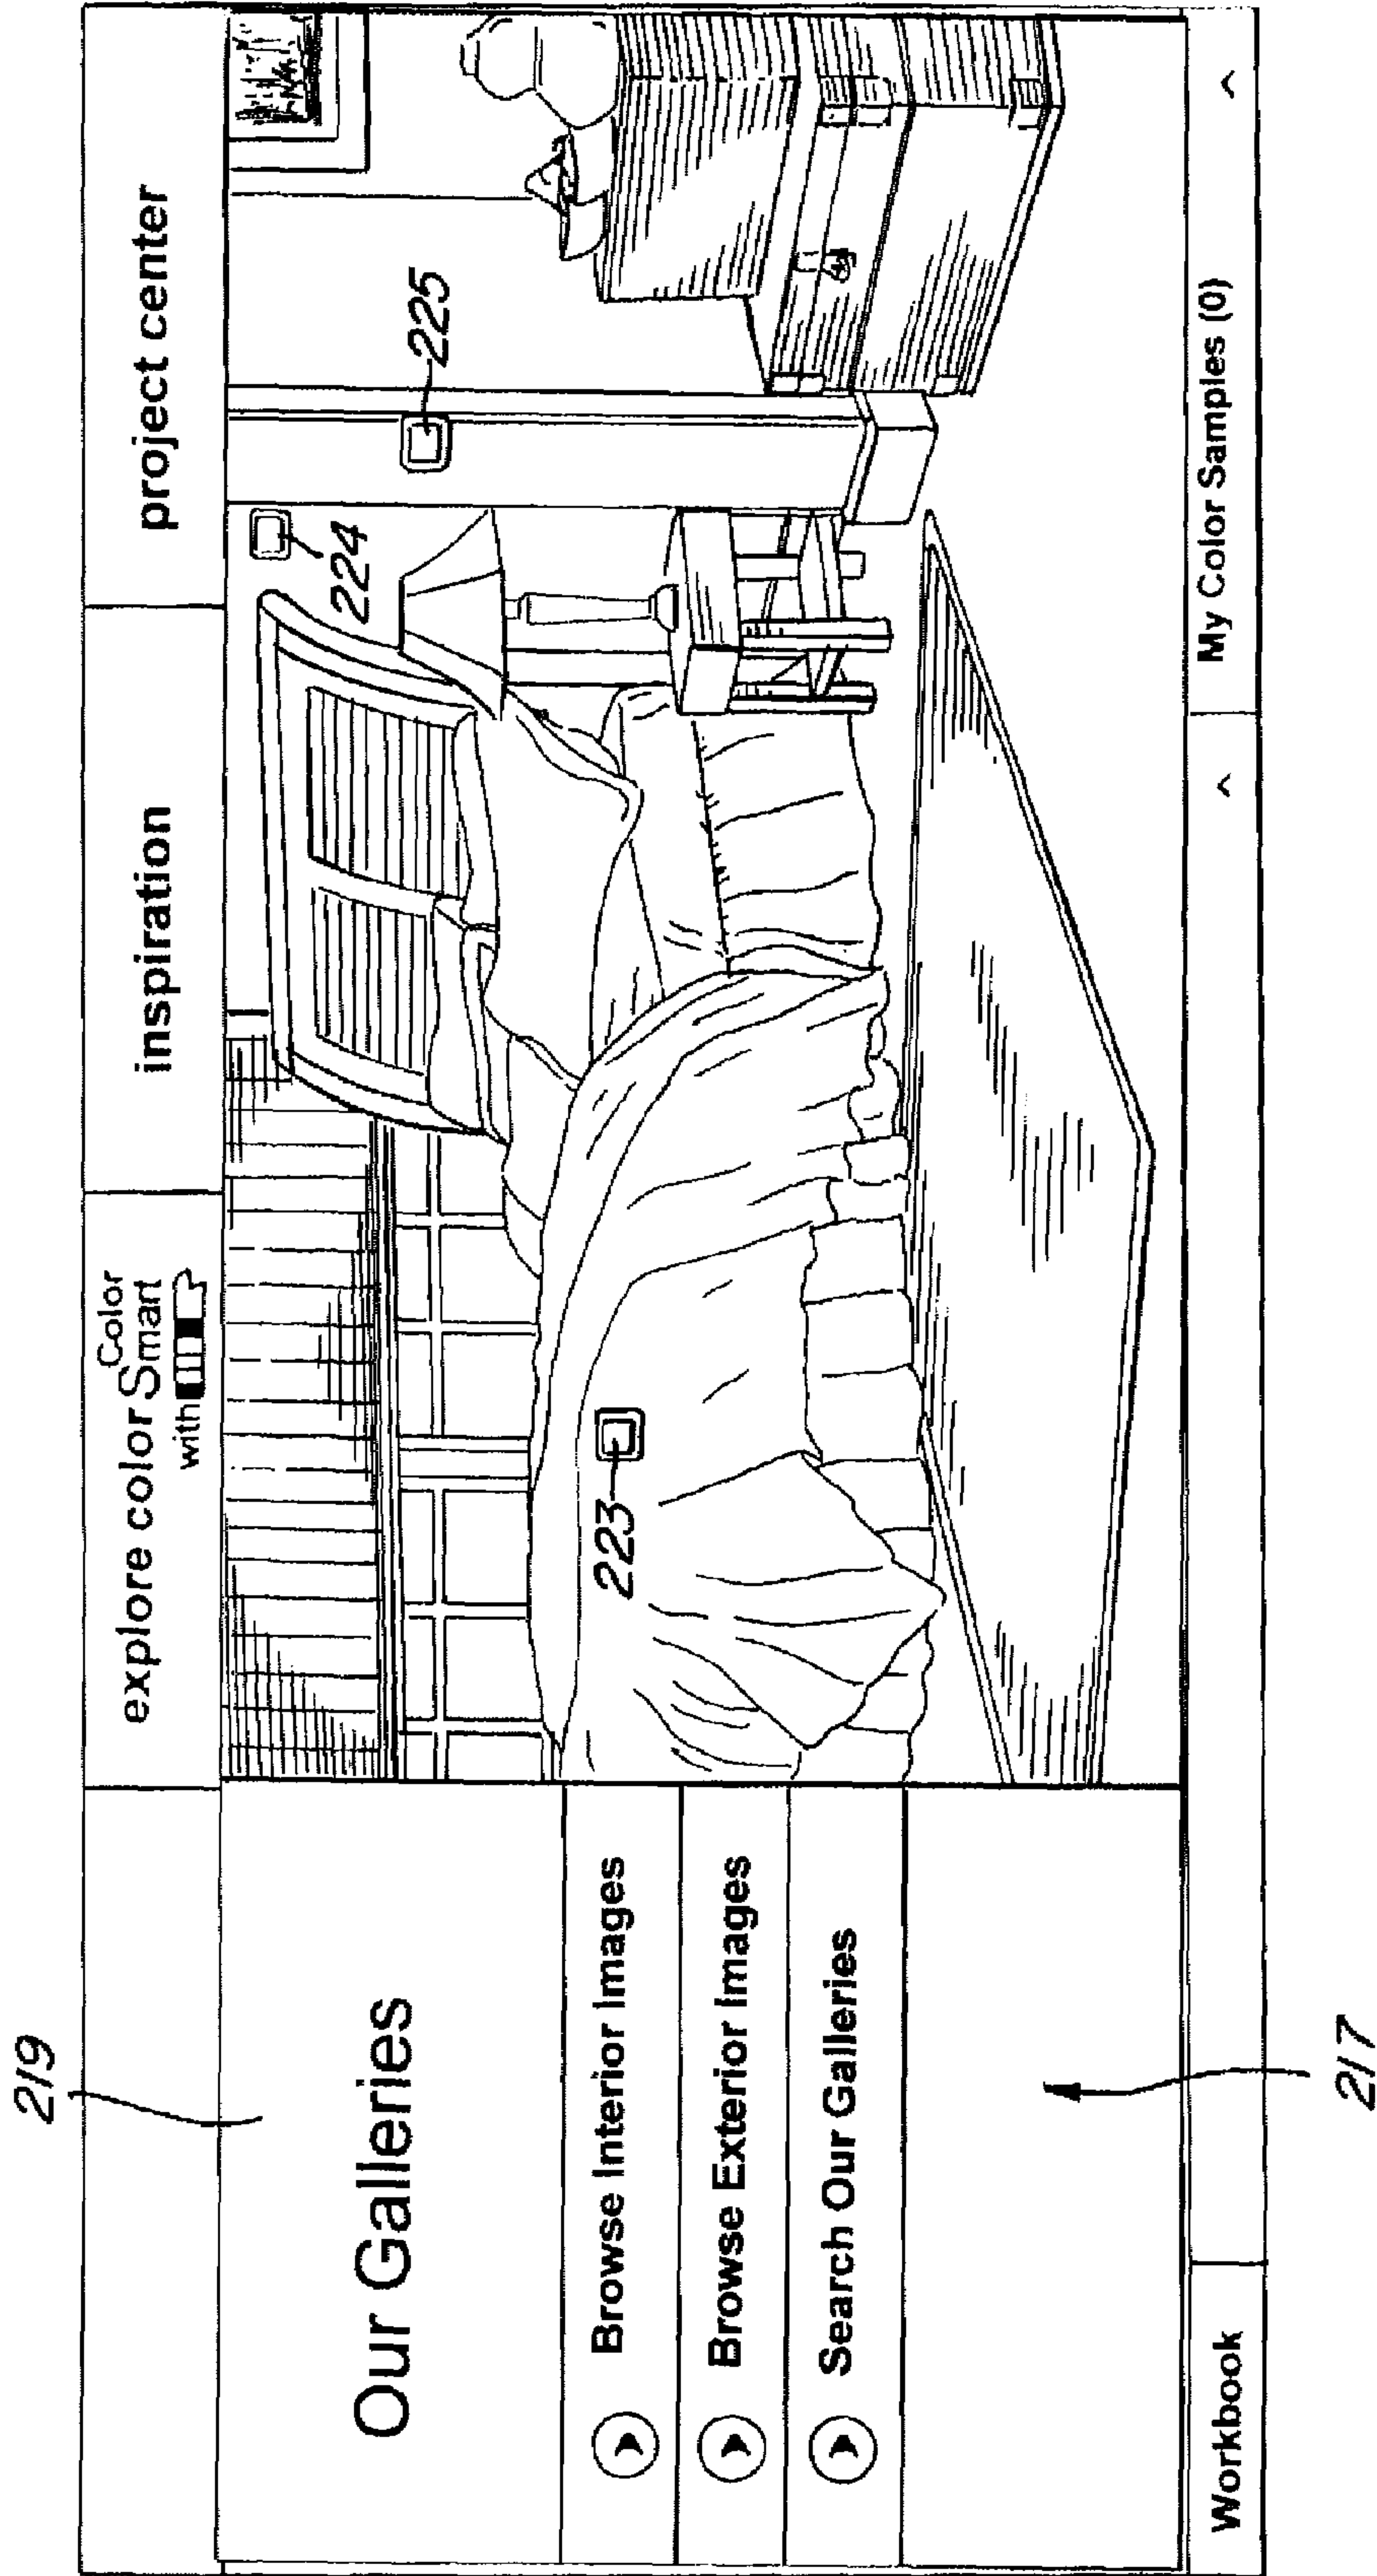 219
Color
explore color Smart
with
inspiration
project center
Our Galleries
Browse Interior Images
Browse Exterior Images
Search Our Galleries
223
224
225
Workbook
My Color Samples (0)
217